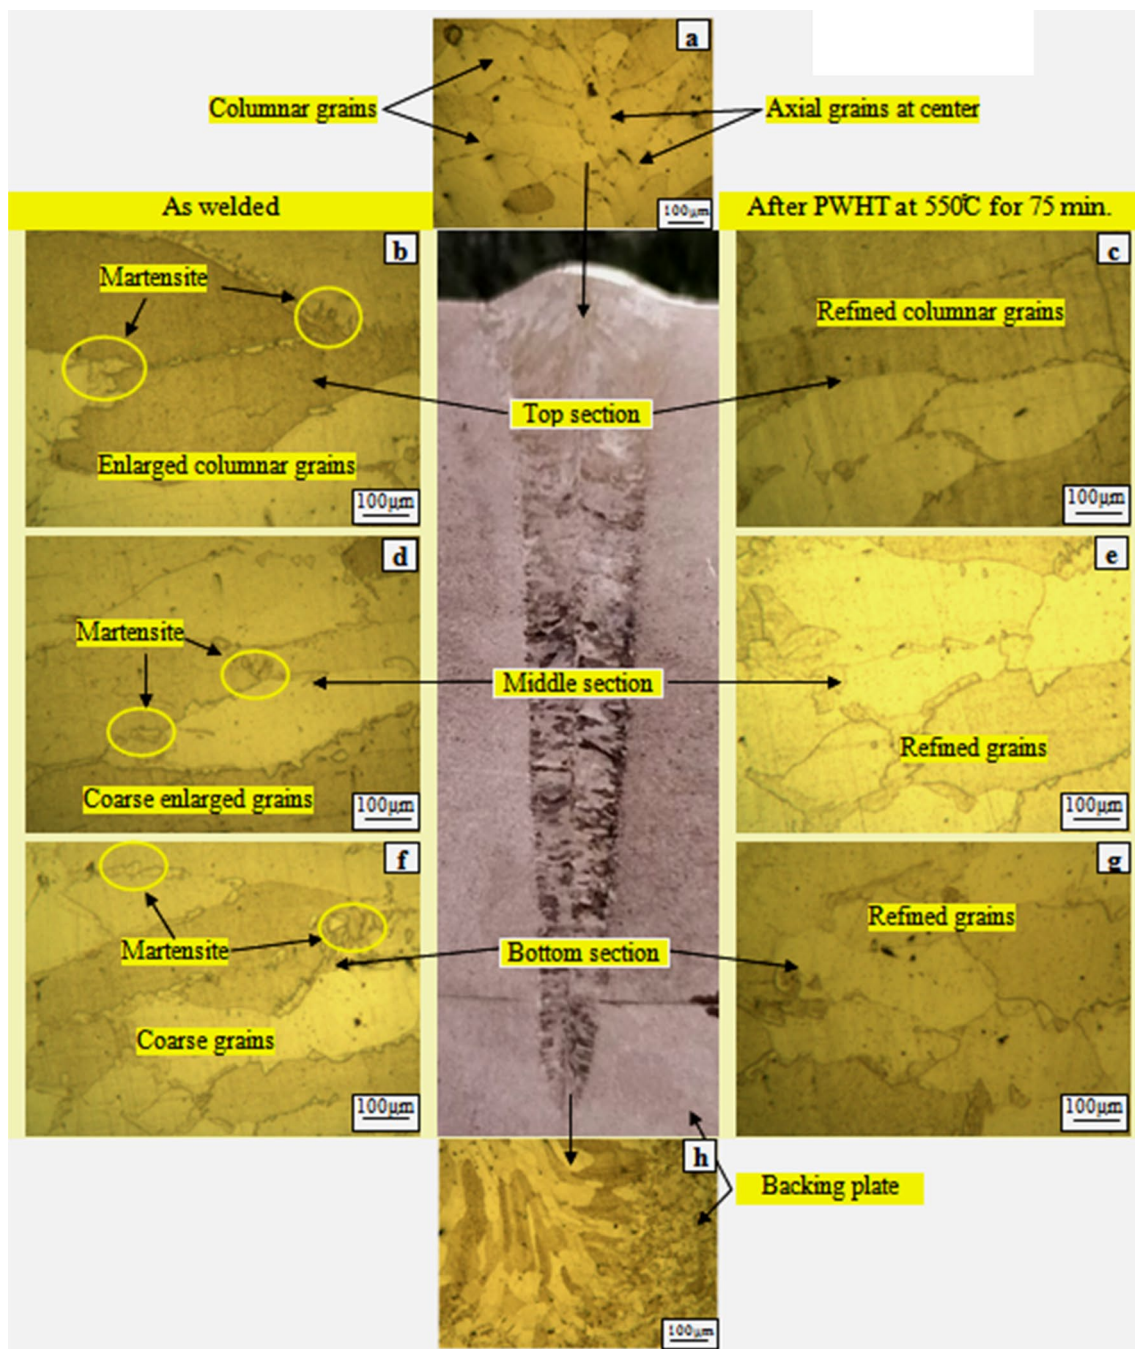 a
Columnar grains
Axial grains at center
100µm
As welded
After PWHT at 550℃ for 75 min.
b
Martensite
Enlarged columnar grains
100µm
c
Refined columnar grains
100µm
Top section
d
Martensite
Coarse enlarged grains
100µm
e
Refined grains
100µm
Middle section
f
Martensite
Coarse grains
100µm
g
Refined grains
100µm
Bottom section
h
Backing plate
100µm